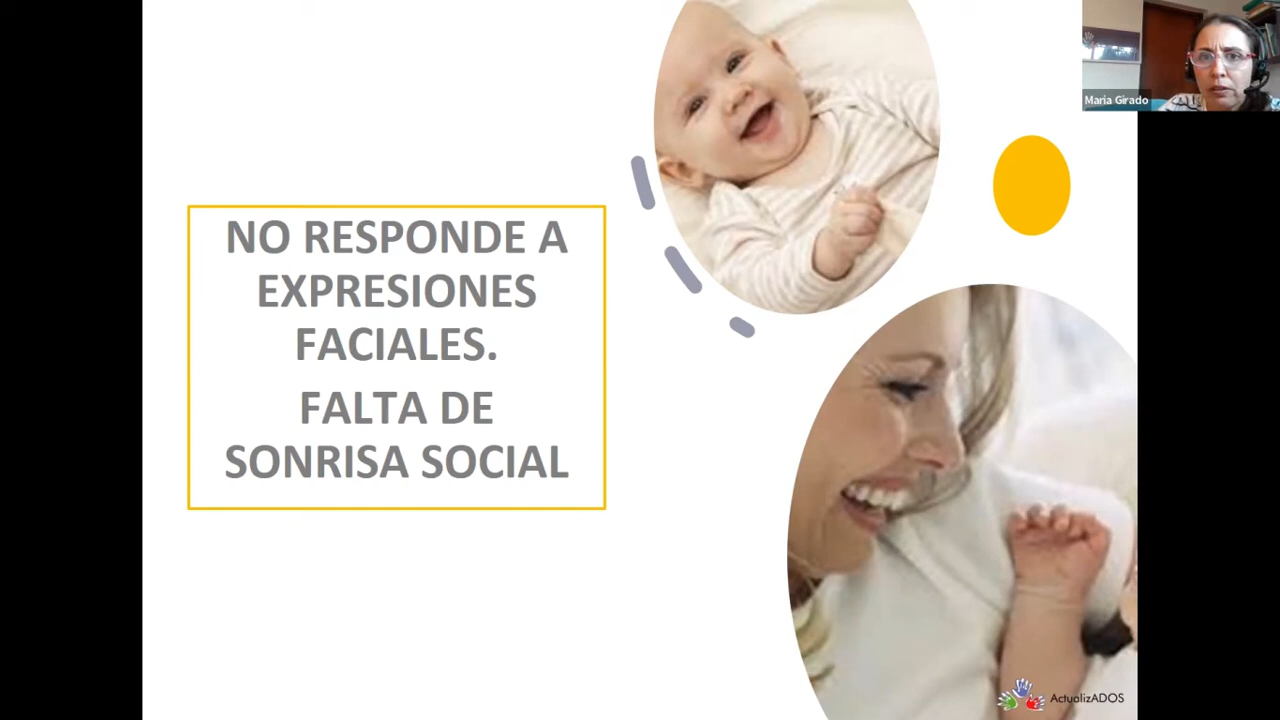 Maria Girado
NO RESPONDE A
EXPRESIONES
FACIALES.
FALTA DE
SONRISA SOCIAL
ActualizADOS